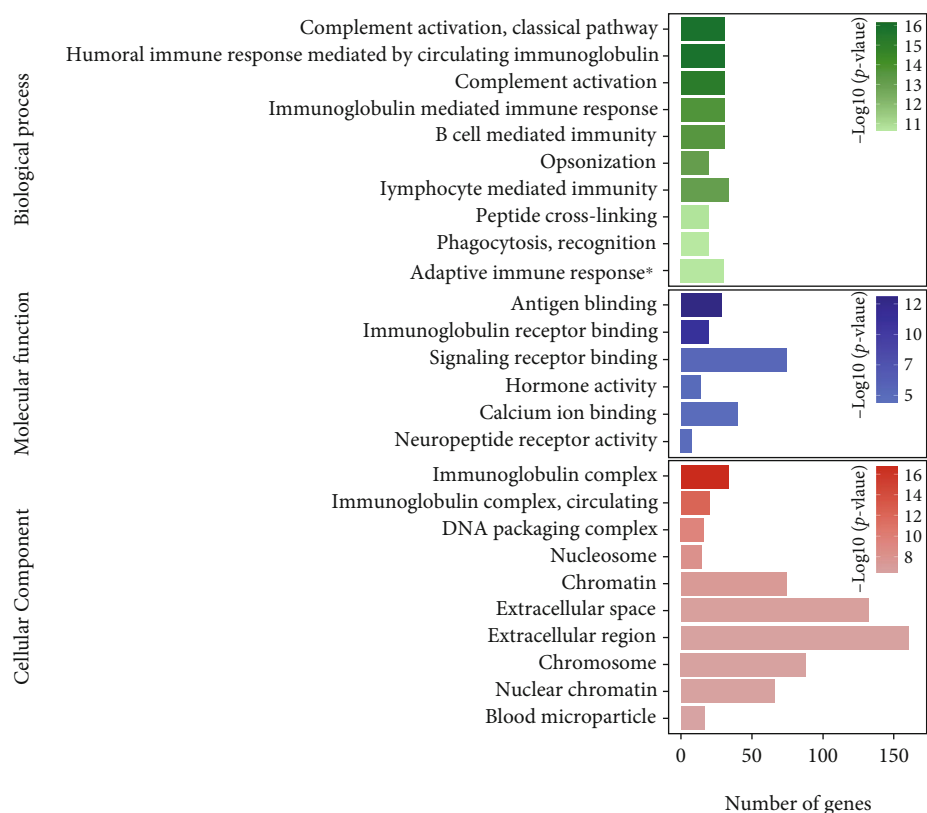 Biological process
Complement activation, classical pathway
Humoral immune response mediated by circulating immunoglobulin
Complement activation
Immunoglobulin mediated immune response
B cell mediated immunity
Opsonization
Iymphocyte mediated immunity
Peptide cross-linking
Phagocytosis, recognition
Adaptive immune response*
−Log10 (p-vlaue)
16
15
14
13
12
11
Molecular function
Antigen blinding
Immunoglobulin receptor binding
Signaling receptor binding
Hormone activity
Calcium ion binding
Neuropeptide receptor activity
−Log10 (p-vlaue)
12
10
7
5
Cellular Component
Immunoglobulin complex
Immunoglobulin complex, circulating
DNA packaging complex
Nucleosome
Chromatin
Extracellular space
Extracellular region
Chromosome
Nuclear chromatin
Blood microparticle
−Log10 (p-vlaue)
16
14
12
10
8
0 50 100 150
Number of genes